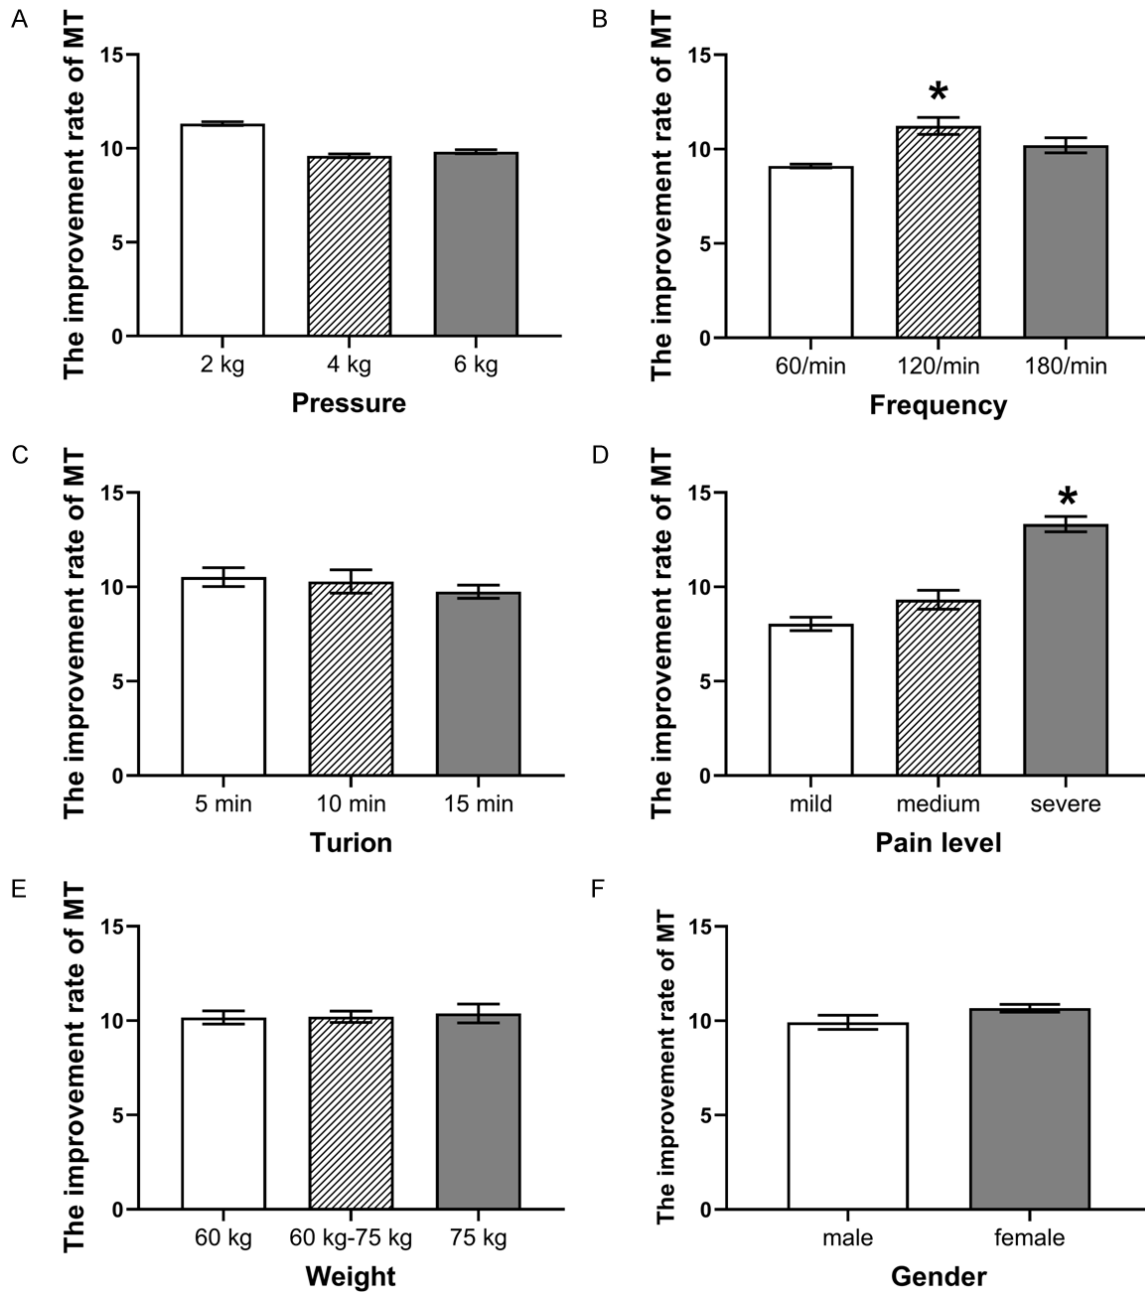 A
The improvement rate of MT
15
10
5
0
2 kg 4 kg 6 kg
Pressure
B
The improvement rate of MT
15
10
5
0
*
60/min 120/min 180/min
Frequency
C
The improvement rate of MT
15
10
5
0
5 min 10 min 15 min
Turion
D
The improvement rate of MT
15
10
5
0
*
mild medium severe
Pain level
E
The improvement rate of MT
15
10
5
0
60 kg 60 kg-75 kg 75 kg
Weight
F
The improvement rate of MT
15
10
5
0
male female
Gender